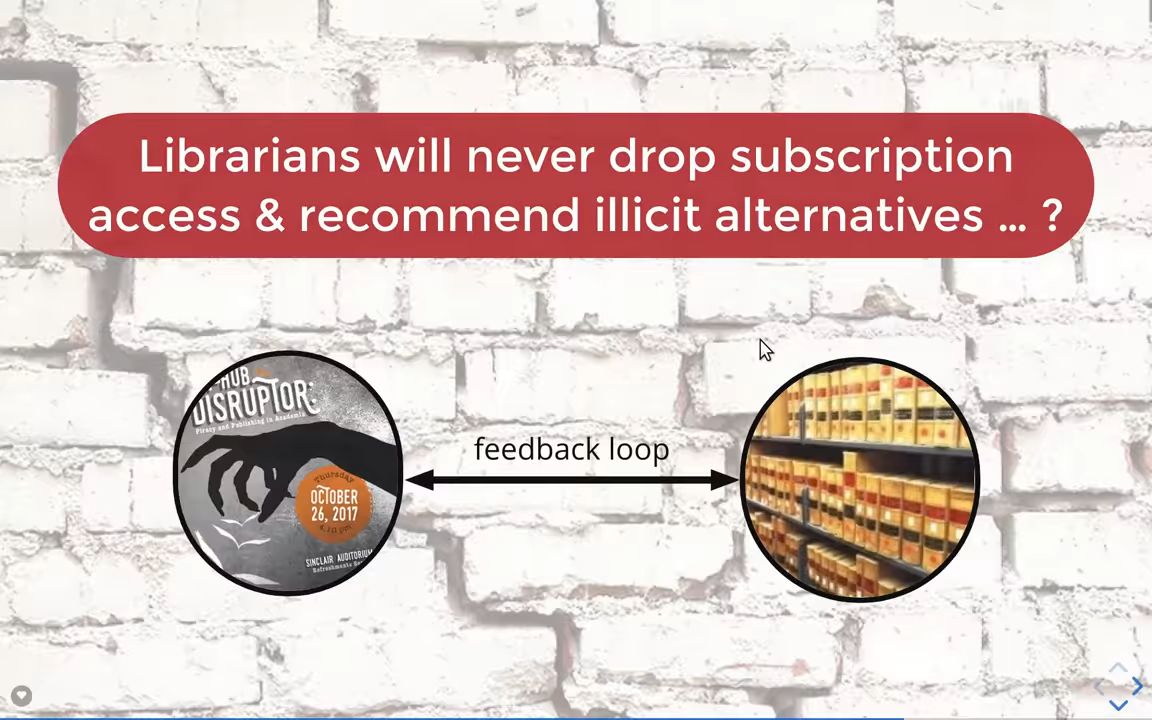 Librarians will never drop subscription
access & recommend illicit alternatives ... ?
feedback loop
DISRUPTOR:
Piracy and Publishing in Academia
Thursday
OCTOBER
26, 2017
SINCLAIR AUDITORIUM